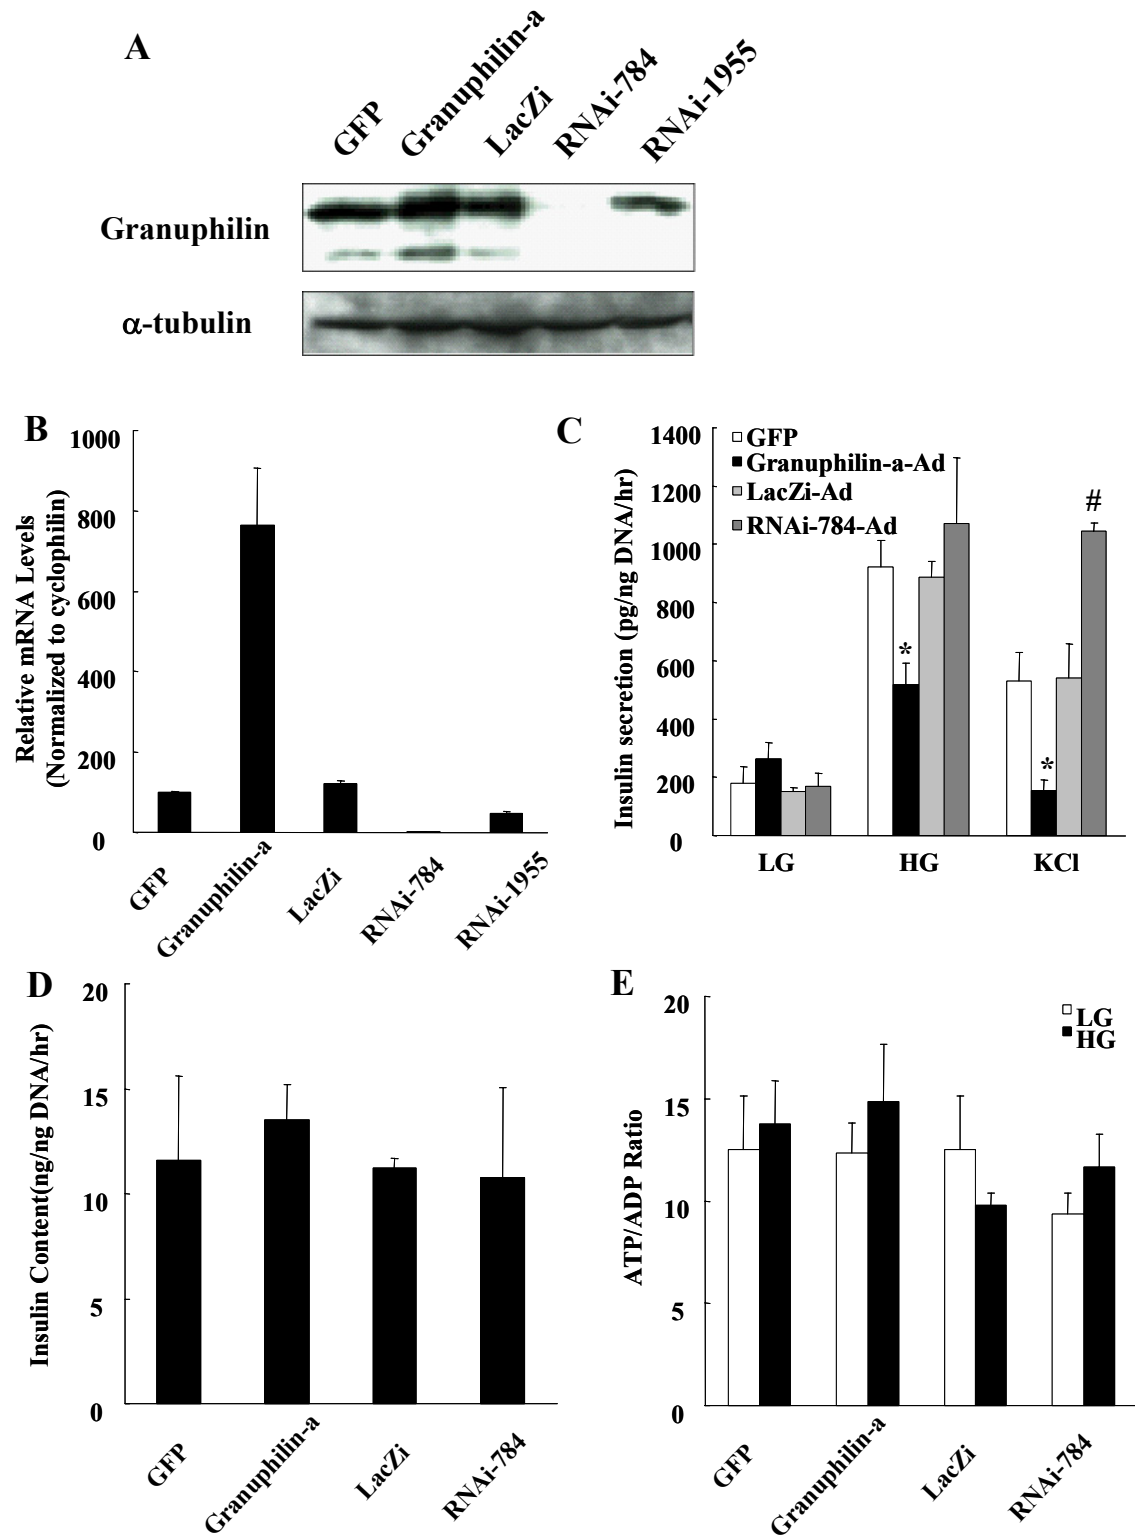 A
GFP
Granuphilin-a
LacZi
RNAi-784
RNAi-1955
Granuphilin
α-tubulin
B
Relative mRNA Levels
(Normalized to cyclophilin)
1000
800
600
400
200
0
GFP
Granuphilin-a
LacZi
RNAi-784
RNAi-1955
C
Insulin secretion (pg/ng DNA/hr)
1400
1200
1000
800
600
400
200
0
GFP
Granuphilin-a-Ad
LacZi-Ad
RNAi-784-Ad
*
*
#
LG
HG
KCl
D
Insulin Content(ng/ng DNA/hr)
20
15
10
5
0
GFP
Granuphilin-a
LacZi
RNAi-784
E
ATP/ADP Ratio
20
15
10
5
0
LG
HG
GFP
Granuphilin-a
LacZi
RNAi-784